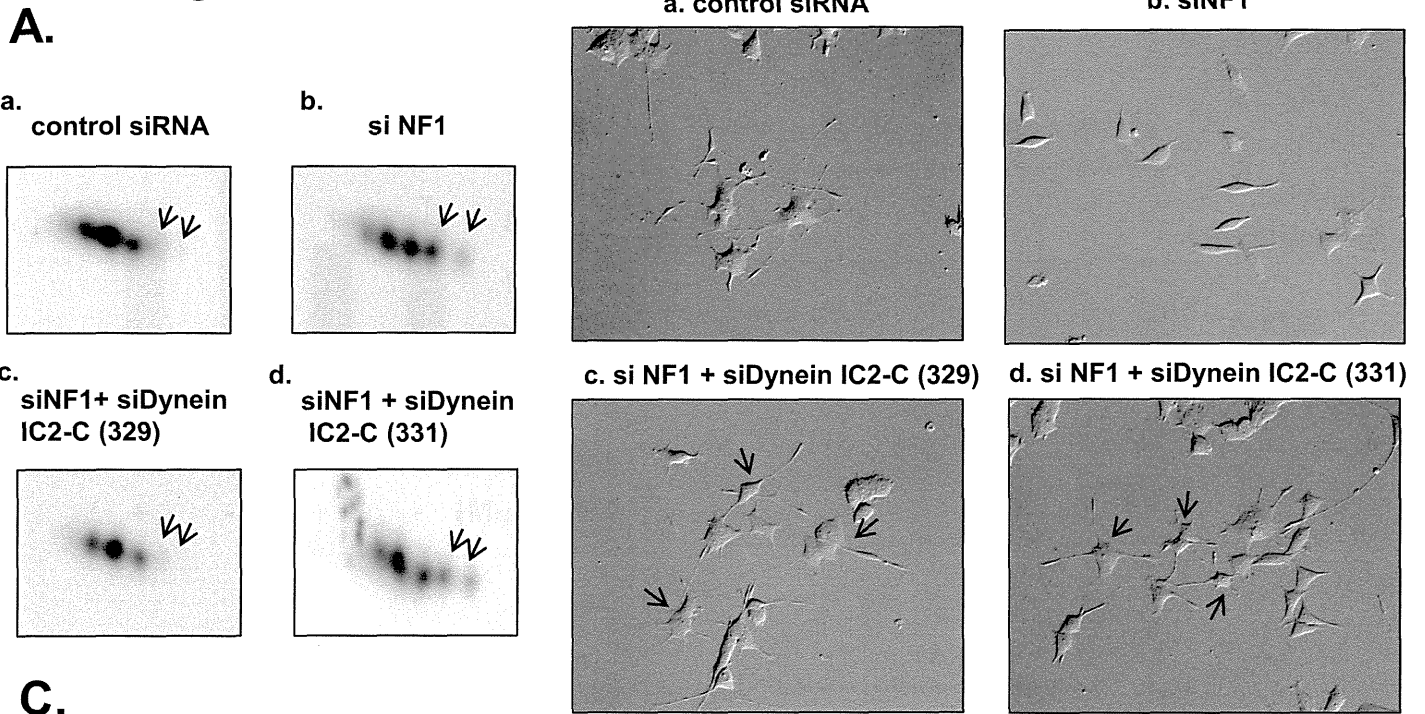 A.
a.
control siRNA
b.
si NF1
c.
siNF1+ siDynein
IC2-C (329)
d.
siNF1 + siDynein
IC2-C (331)
a. control siRNA
b. siNF1
c. si NF1 + siDynein IC2-C (329)
d. si NF1 + siDynein IC2-C (331)
C.